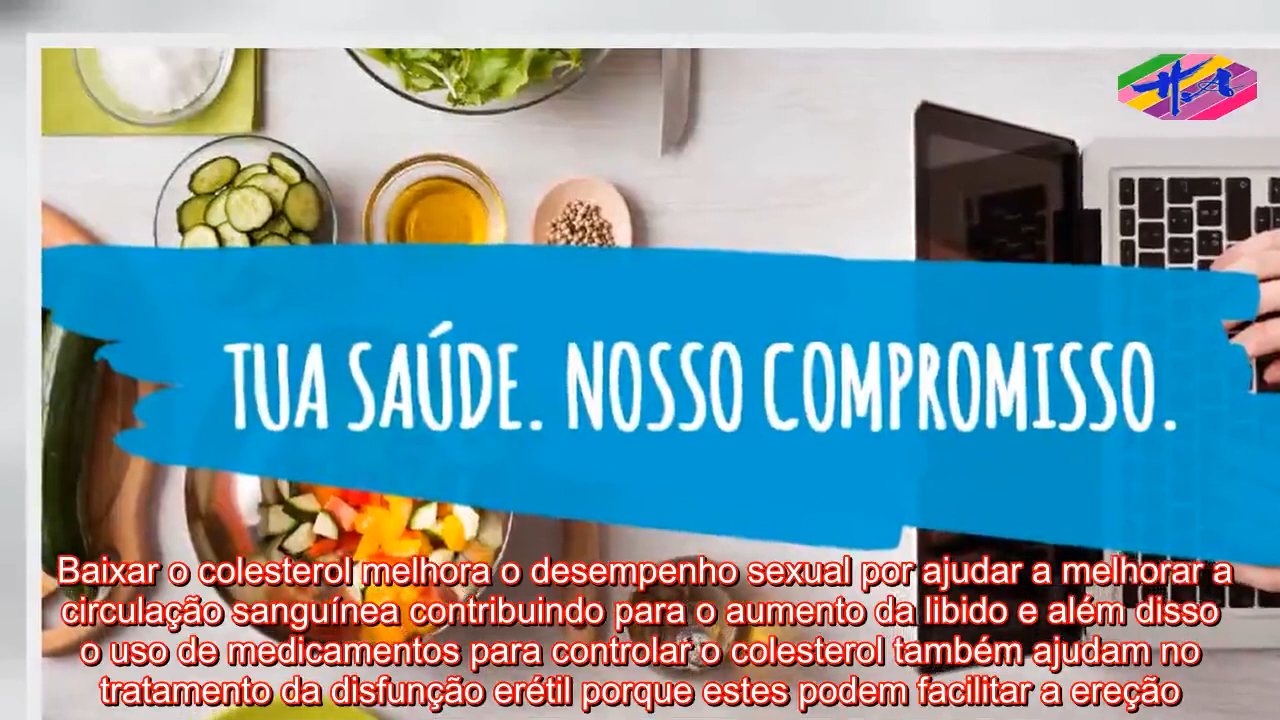 TUA SAÚDE. NOSSO COMPROMISSO.
Baixar o colesterol melhora o desempenho sexual por ajudar a melhorar a
circulação sanguínea contribuindo para o aumento da libido e além disso
o uso de medicamentos para controlar o colesterol também ajudam no
tratamento da disfunção erétil porque estes podem facilitar a ereção